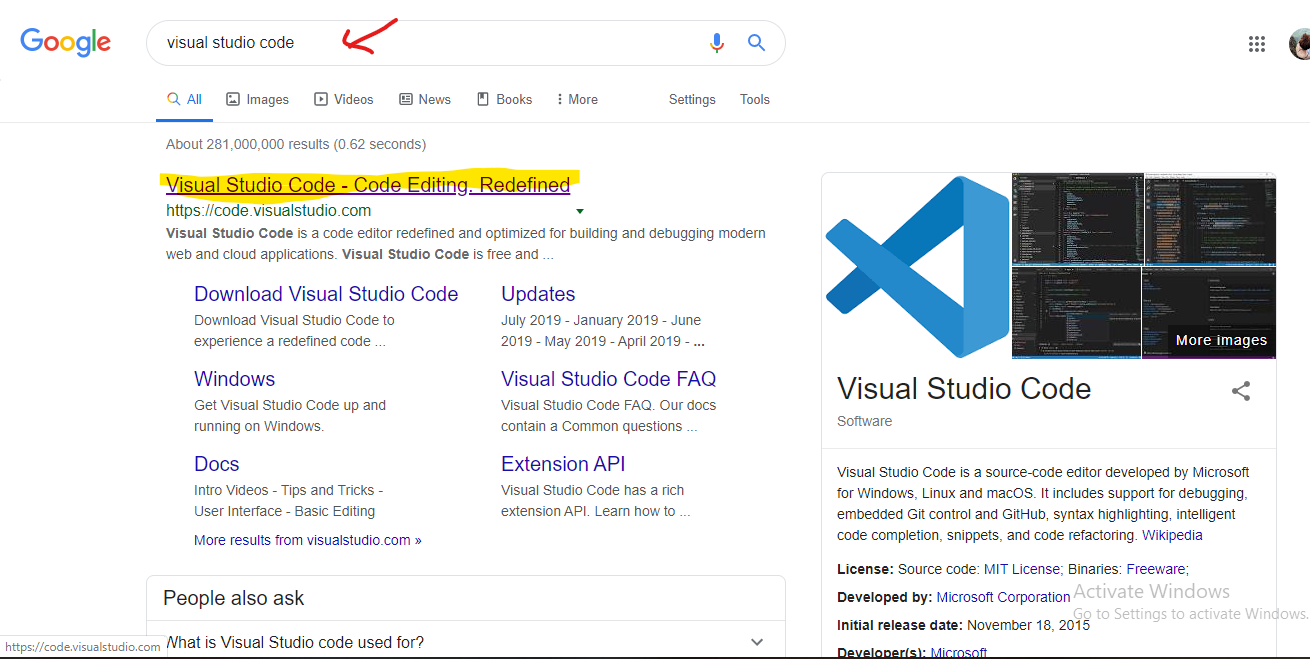 Google
visual studio code
All
Images
Videos
News
Books
More
Settings
Tools
About 281,000,000 results (0.62 seconds)
Visual Studio Code - Code Editing. Redefined
https://code.visualstudio.com
Visual Studio Code is a code editor redefined and optimized for building and debugging modern
web and cloud applications. Visual Studio Code is free and ...
Download Visual Studio Code
Download Visual Studio Code to
experience a redefined code ...
Updates
July 2019 - January 2019 - June
2019 - May 2019 - April 2019 - ...
Windows
Get Visual Studio Code up and
running on Windows.
Visual Studio Code FAQ
Visual Studio Code FAQ. Our docs
contain a Common questions ...
Docs
Intro Videos - Tips and Tricks -
User Interface - Basic Editing
Extension API
Visual Studio Code has a rich
extension API. Learn how to ...
More results from visualstudio.com »
People also ask
What is Visual Studio code used for?
https://code.visualstudio.com
More images
Visual Studio Code
Software
Visual Studio Code is a source-code editor developed by Microsoft
for Windows, Linux and macOS. It includes support for debugging,
embedded Git control and GitHub, syntax highlighting, intelligent
code completion, snippets, and code refactoring. Wikipedia
License: Source code: MIT License; Binaries: Freeware;
Developed by: Microsoft Corporation
Initial release date: November 18, 2015
Developer(s): Microsoft
Activate Windows
Go to Settings to activate Windows.